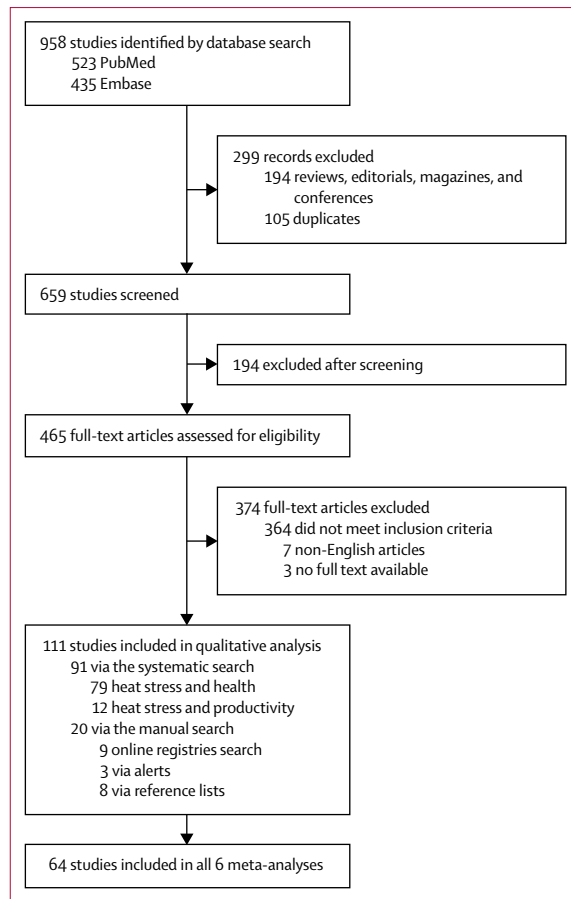 958 studies identified by database search
523 PubMed
435 Embase
299 records excluded
194 reviews, editorials, magazines, and
conferences
105 duplicates
659 studies screened
194 excluded after screening
465 full-text articles assessed for eligibility
374 full-text articles excluded
364 did not meet inclusion criteria
7 non-English articles
3 no full text available
111 studies included in qualitative analysis
91 via the systematic search
79 heat stress and health
12 heat stress and productivity
20 via the manual search
9 online registries search
3 via alerts
8 via reference lists
64 studies included in all 6 meta-analyses